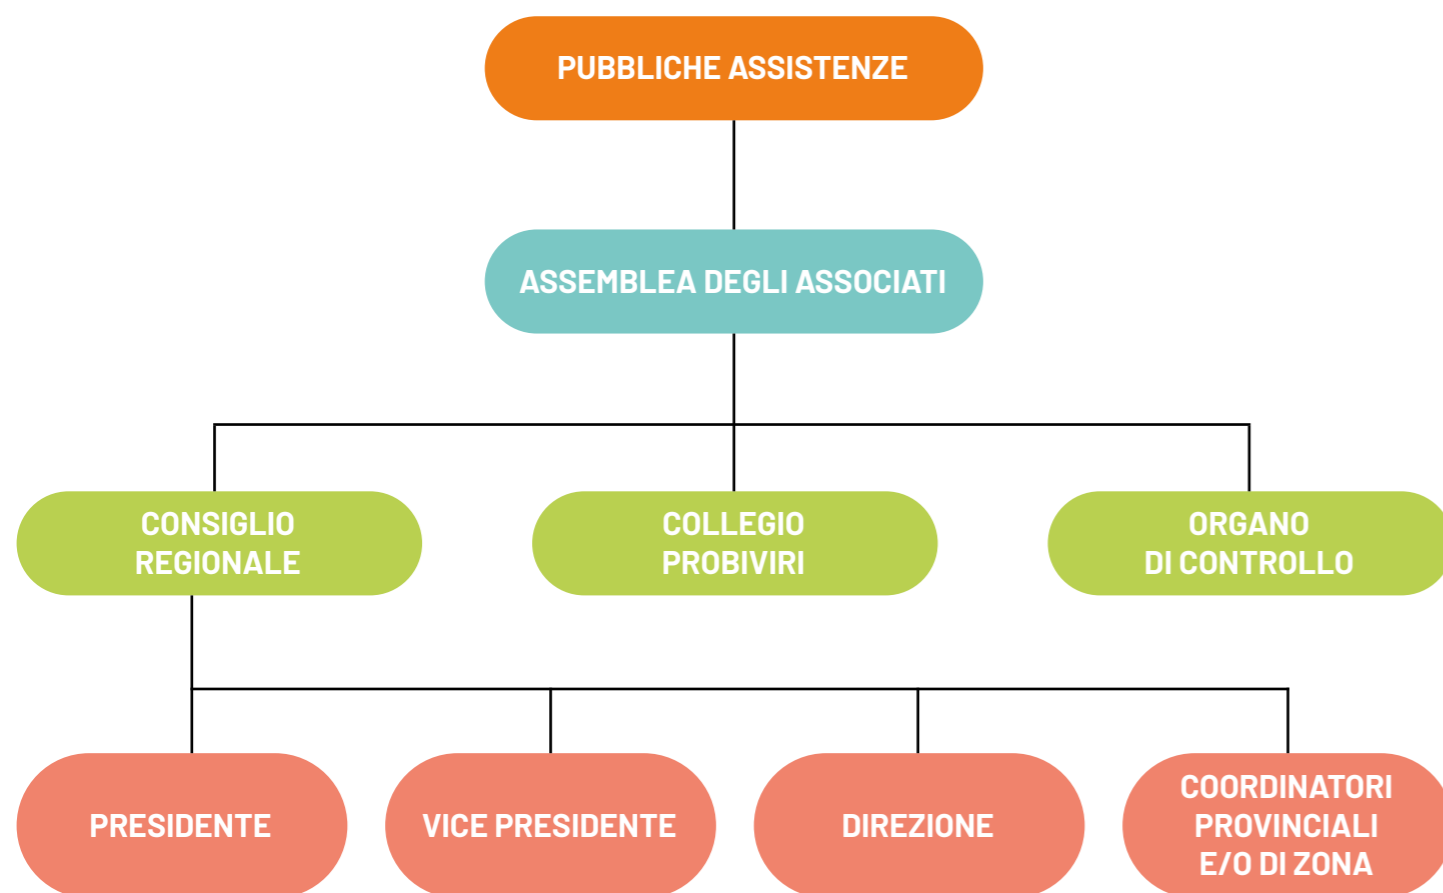 PUBBLICHE ASSISTENZE
ASSEMBLEA DEGLI ASSOCIATI
CONSIGLIO
REGIONALE
COLLEGIO
PROBIVIRI
ORGANO
DI CONTROLLO
PRESIDENTE
VICE PRESIDENTE
DIREZIONE
COORDINATORI
PROVINCIALI
E/O DI ZONA